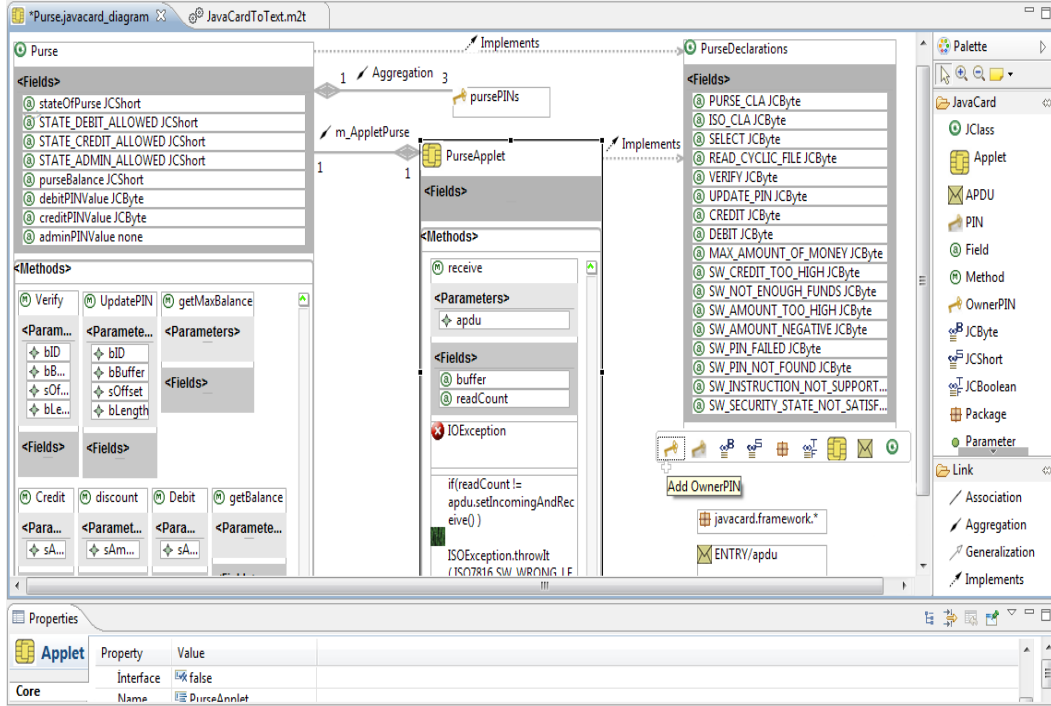 *Purse.javacard_diagram
JavaCardToText.m2t
Purse
<Fields>
stateOfPurse JCShort
STATE_DEBIT_ALLOWED JCShort
STATE_CREDIT_ALLOWED JCShort
STATE_ADMIN_ALLOWED JCShort
purseBalance JCShort
debitPINValue JCByte
creditPINValue JCByte
adminPINValue none
<Methods>
Verify
<Param...
bID
bB...
sOf...
bLe...
<Fields>
UpdatePIN
<Paramete...
bID
bBuffer
sOffset
bLength
<Fields>
getMaxBalance
<Parameters>
<Fields>
Credit
<Para...
sA...
discount
<Paramet...
sAm...
Debit
<Para...
sA...
getBalance
<Paramete...
Implements
1
Aggregation
3
pursePINs
m_AppletPurse
1
1
PurseApplet
<Fields>
<Methods>
receive
<Parameters>
apdu
<Fields>
buffer
readCount
IOException
if(readCount !=
apdu.setIncomingAndRec
eive() )
ISOException.throwIt
( ISO7816.SW_WRONG_LE
Implements
PurseDeclarations
<Fields>
PURSE_CLA JCByte
ISO_CLA JCByte
SELECT JCByte
READ_CYCLIC_FILE JCByte
VERIFY JCByte
UPDATE_PIN JCByte
CREDIT JCByte
DEBIT JCByte
MAX_AMOUNT_OF_MONEY JCByte
SW_CREDIT_TOO_HIGH JCByte
SW_NOT_ENOUGH_FUNDS JCByte
SW_AMOUNT_TOO_HIGH JCByte
SW_AMOUNT_NEGATIVE JCByte
SW_PIN_FAILED JCByte
SW_PIN_NOT_FOUND JCByte
SW_INSTRUCTION_NOT_SUPPORT...
SW_SECURITY_STATE_NOT_SATISF...
Add OwnerPIN
javacard.framework.*
ENTRY/apdu
Palette
JavaCard
JClass
Applet
APDU
PIN
Field
Method
OwnerPIN
JCByte
JCShort
JCBoolean
Package
Parameter
Link
Association
Aggregation
Generalization
Implements
Properties
Applet
Core
Property Value
İnterface false
Name PurseApplet